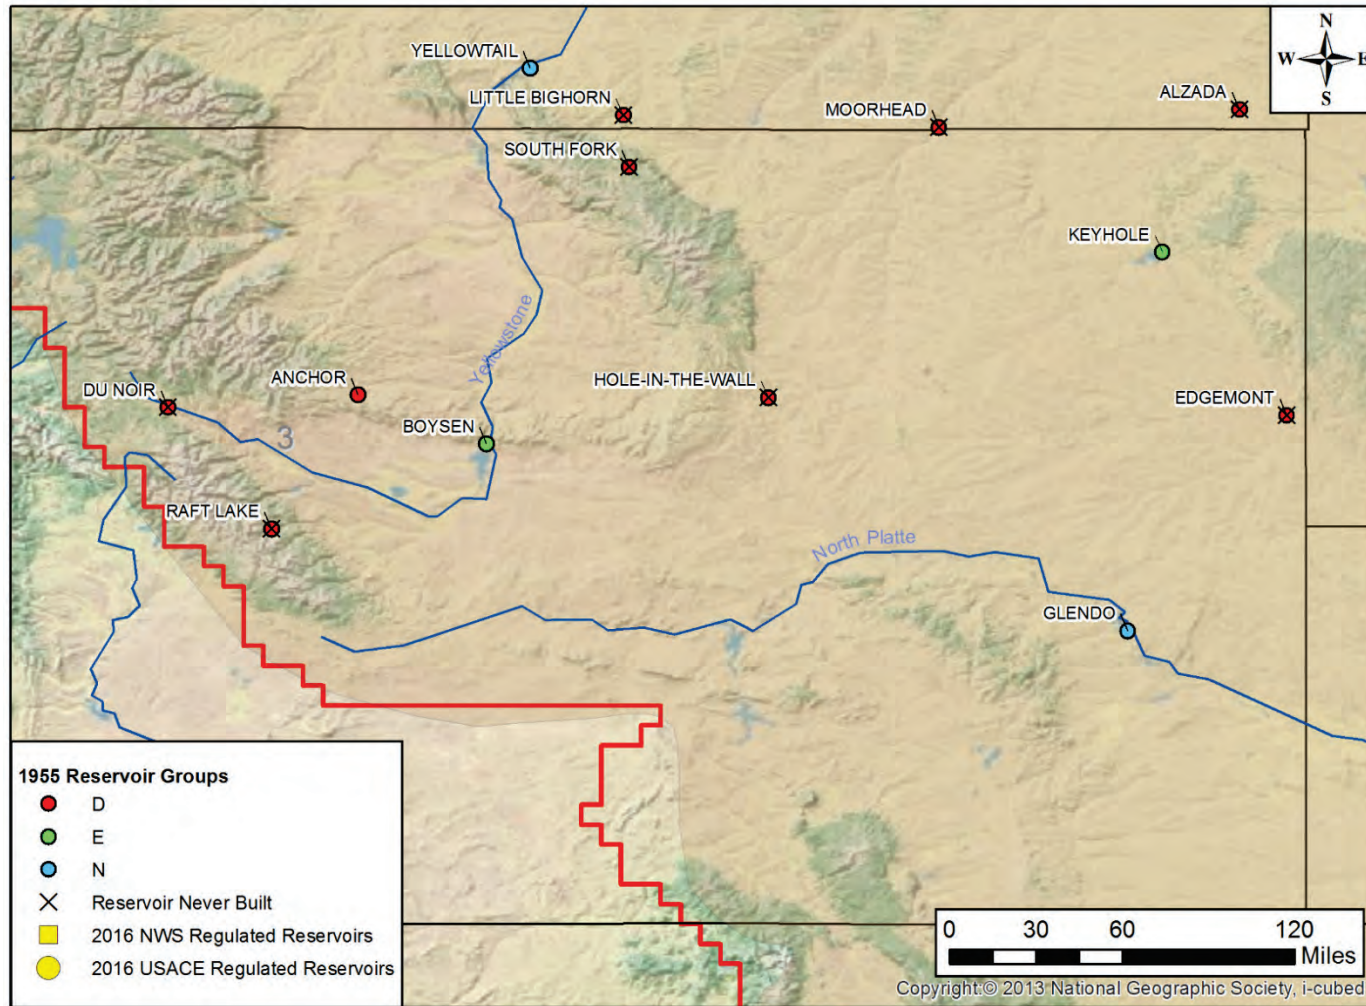 N
W E
S
YELLOWTAIL
LITTLE BIGHORN
MOORHEAD
ALZADA
SOUTH FORK
KEYHOLE
Yellowstone
DU NOIR
ANCHOR
HOLE-IN-THE-WALL
EDGEMONT
3
BOYSEN
RAFT LAKE
North Platte
GLENDO
1955 Reservoir Groups
D
E
N
Reservoir Never Built
2016 NWS Regulated Reservoirs
2016 USACE Regulated Reservoirs
0 30 60 120
Miles
Copyright:© 2013 National Geographic Society, i-cubed